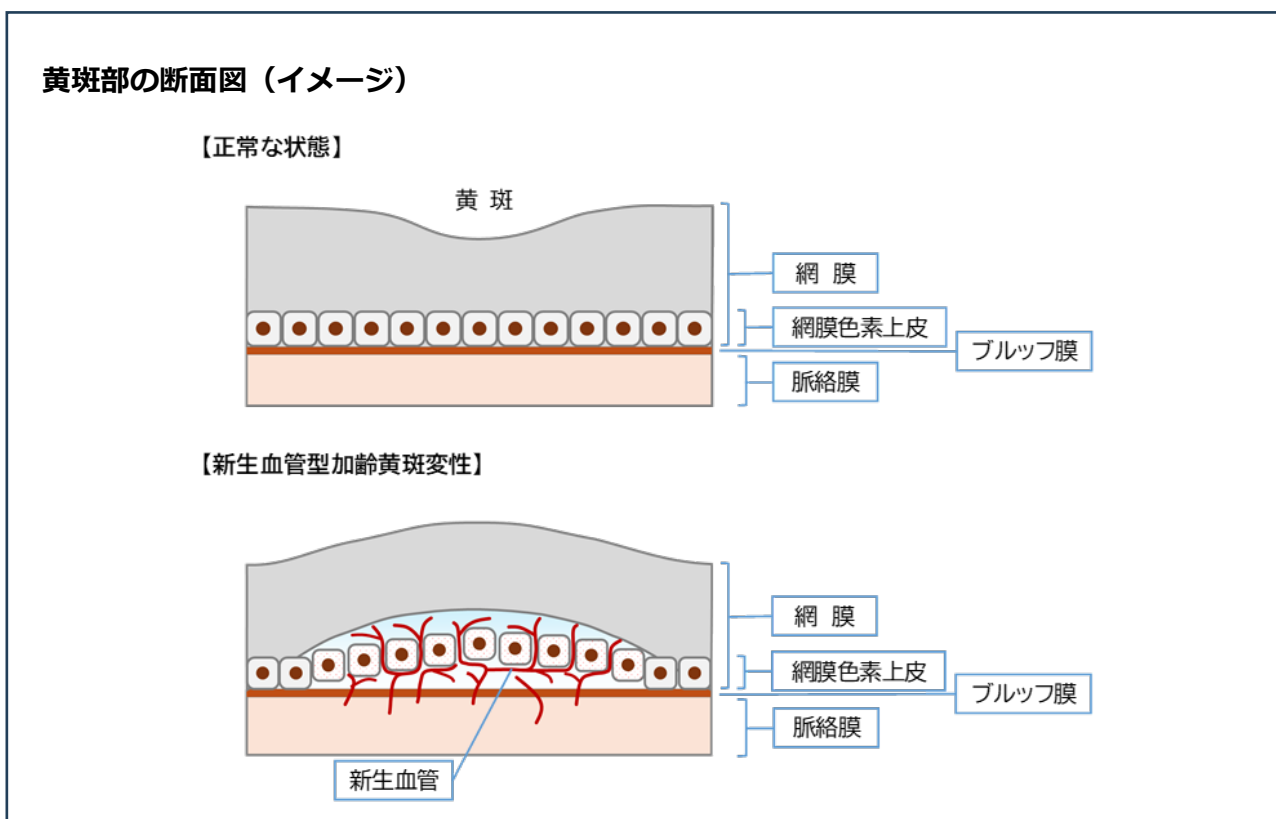 黄斑部の断面図（イメージ）
【正常な状態】
黄 斑
網 膜
網膜色素上皮
ブルッフ膜
脈絡膜
【新生血管型加齢黄斑変性】
網 膜
網膜色素上皮
ブルッフ膜
脈絡膜
新生血管